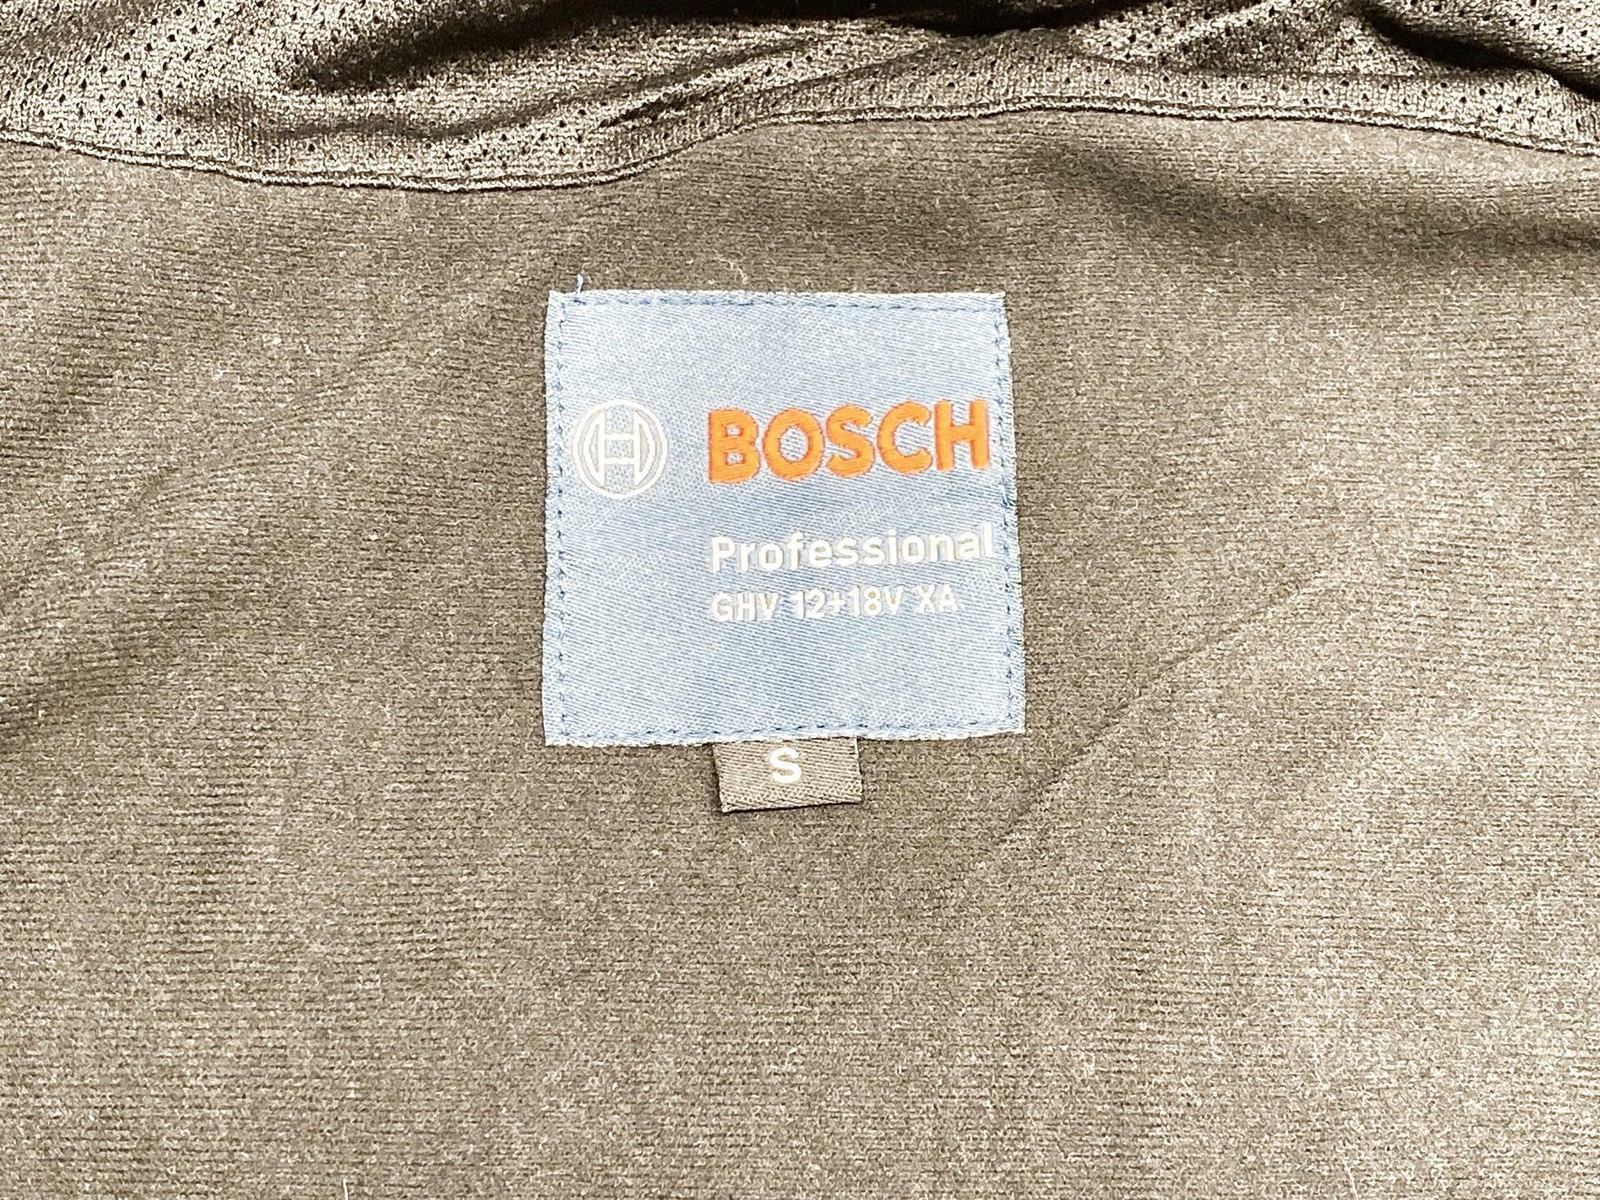 BOSCH
Professional
GHV 12+18V XA
S